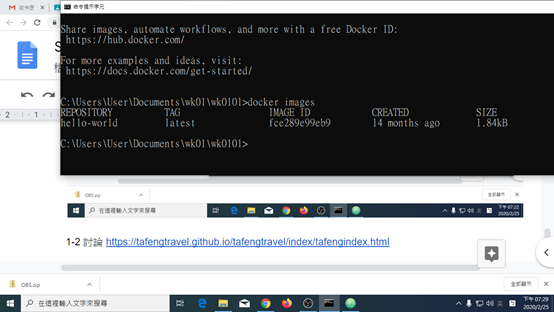 收件匣
命令提示字元
Share images, automate workflows, and more with a free Docker ID:
https://hub.docker.com/
For more examples and ideas, visit:
https://docs.docker.com/get-started/
C:\Users\User\Documents\wk01\wk0101>docker images
REPOSITORY TAG IMAGE ID CREATED SIZE
hello-world latest fce289e99eb9 14 months ago 1.84kB
C:\Users\User\Documents\wk01\wk0101>
2 1
OBS.zip 全部顯示
在這裡輸入文字來搜尋 下午 07:22
2020/2/25
1-2 討論 https://tafengtravel.github.io/tafengtravel/index/tafengindex.html
OBS.zip 全部顯示
在這裡輸入文字來搜尋 英 下午 07:29
2020/2/25